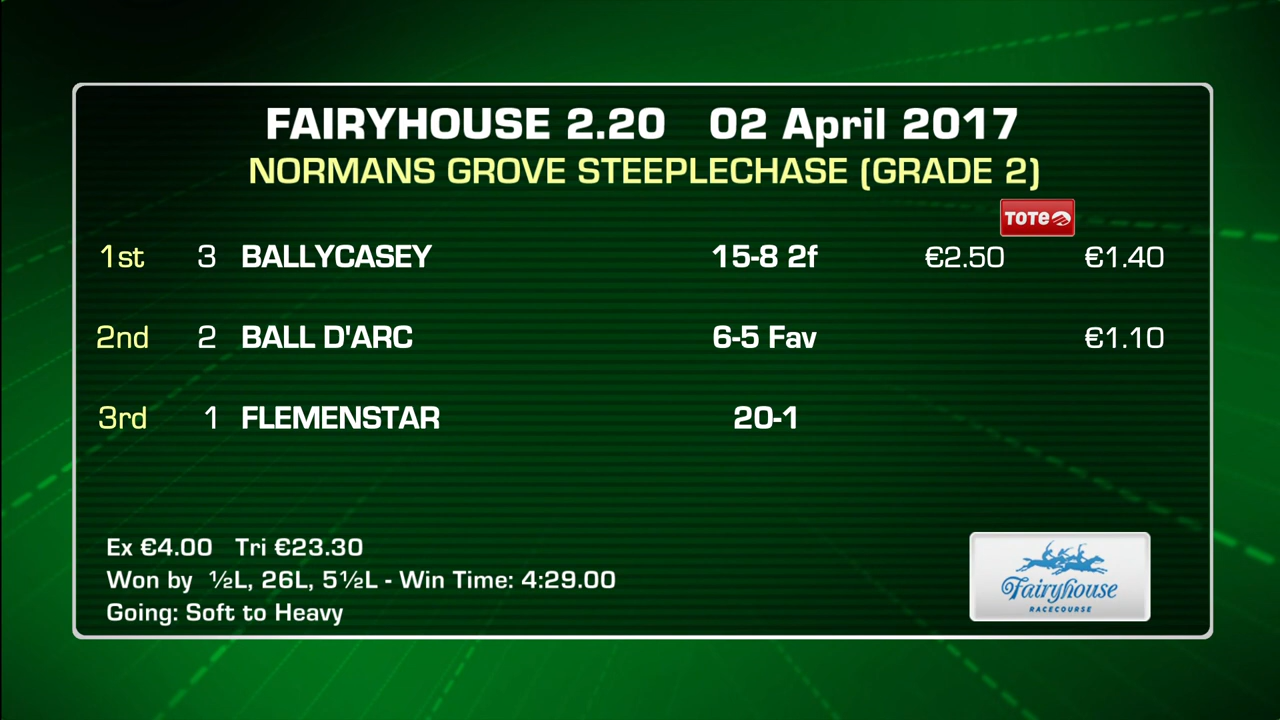 FAIRYHOUSE 2.20 02 April 2017
NORMANS GROVE STEEPLECHASE (GRADE 2)
TOTE
1st 3 BALLYCASEY 15-8 2f €2.50 €1.40
2nd 2 BALL D'ARC 6-5 Fav €1.10
3rd 1 FLEMENSTAR 20-1
Ex €4.00 Tri €23.30
Won by ½L, 26L, 5½L - Win Time: 4:29.00
Going: Soft to Heavy
Fairyhouse
RACECOURSE